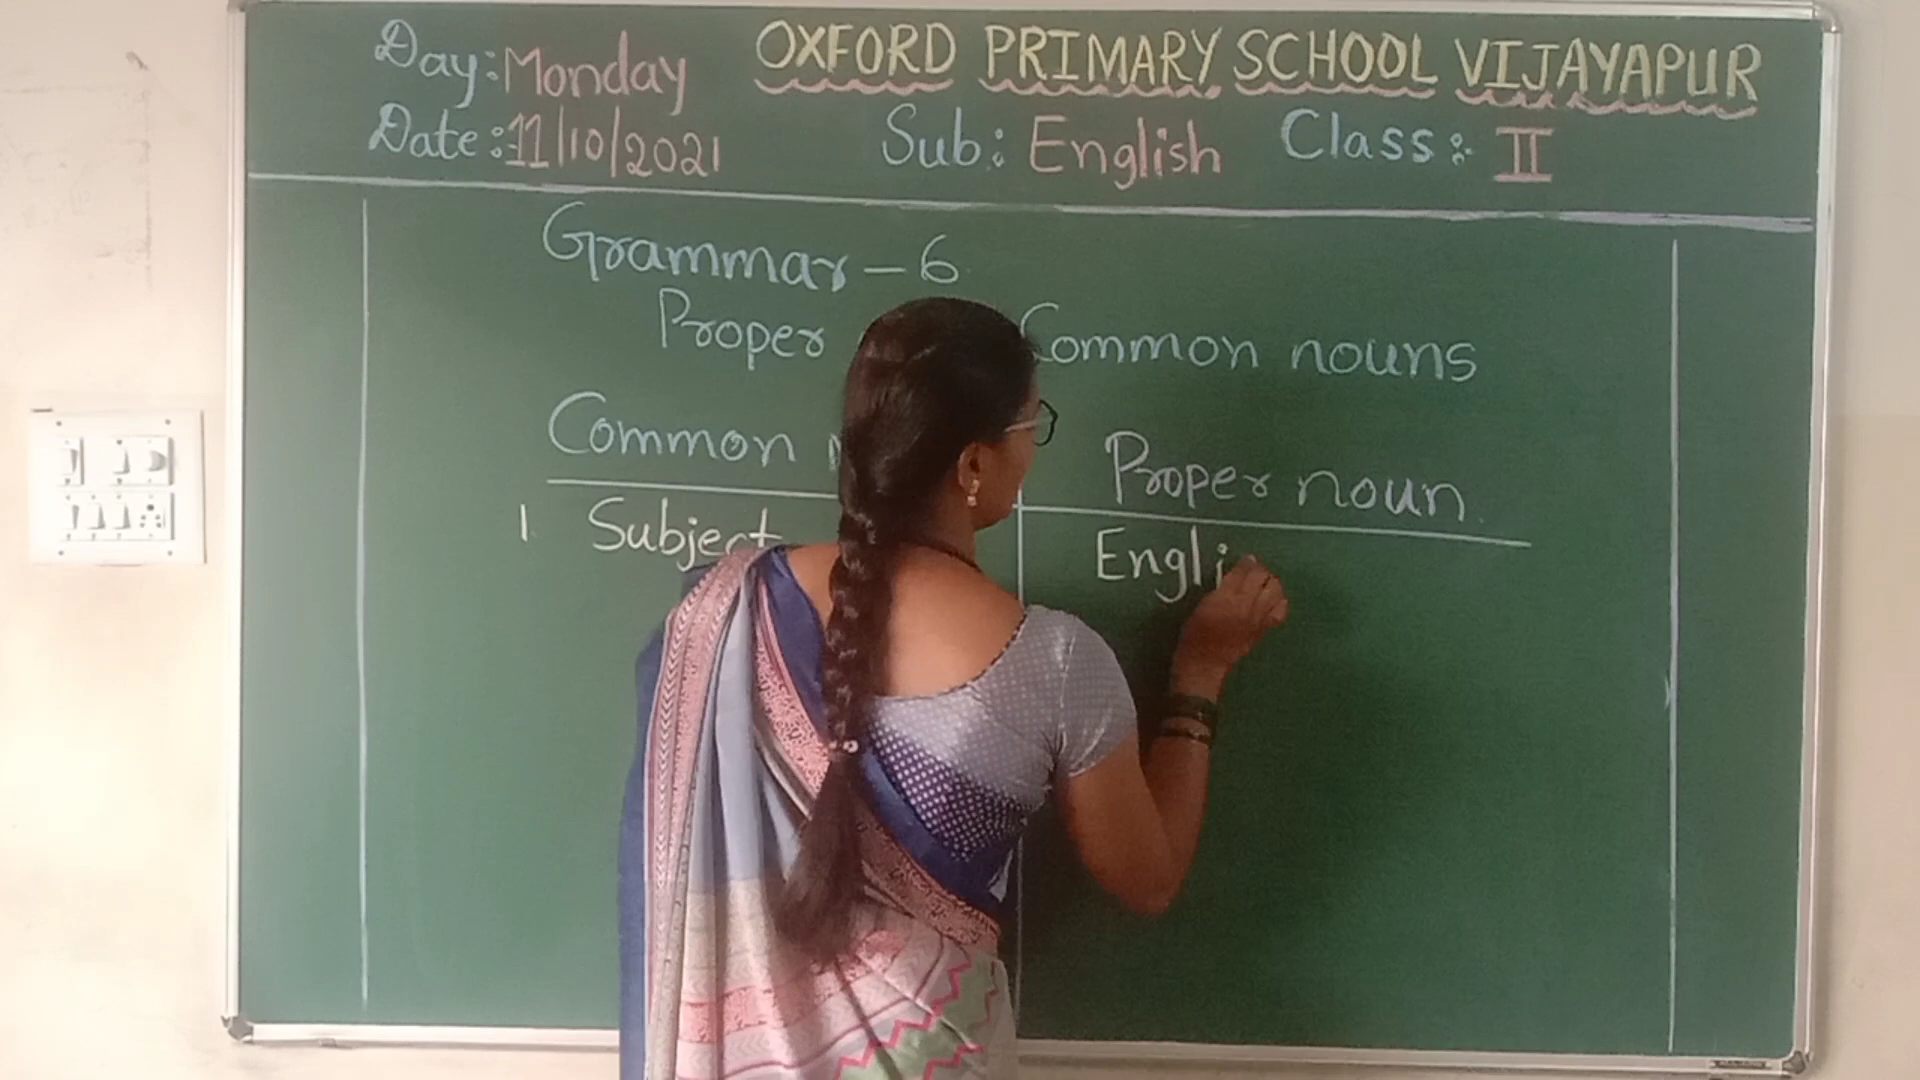 Day: Monday OXFORD PRIMARY SCHOOL VIJAYAPUR
Date: 11/10/2021 Sub: English Class: II
Grammar - 6
Proper Common nouns
Common Proper noun
1. Subject Engli